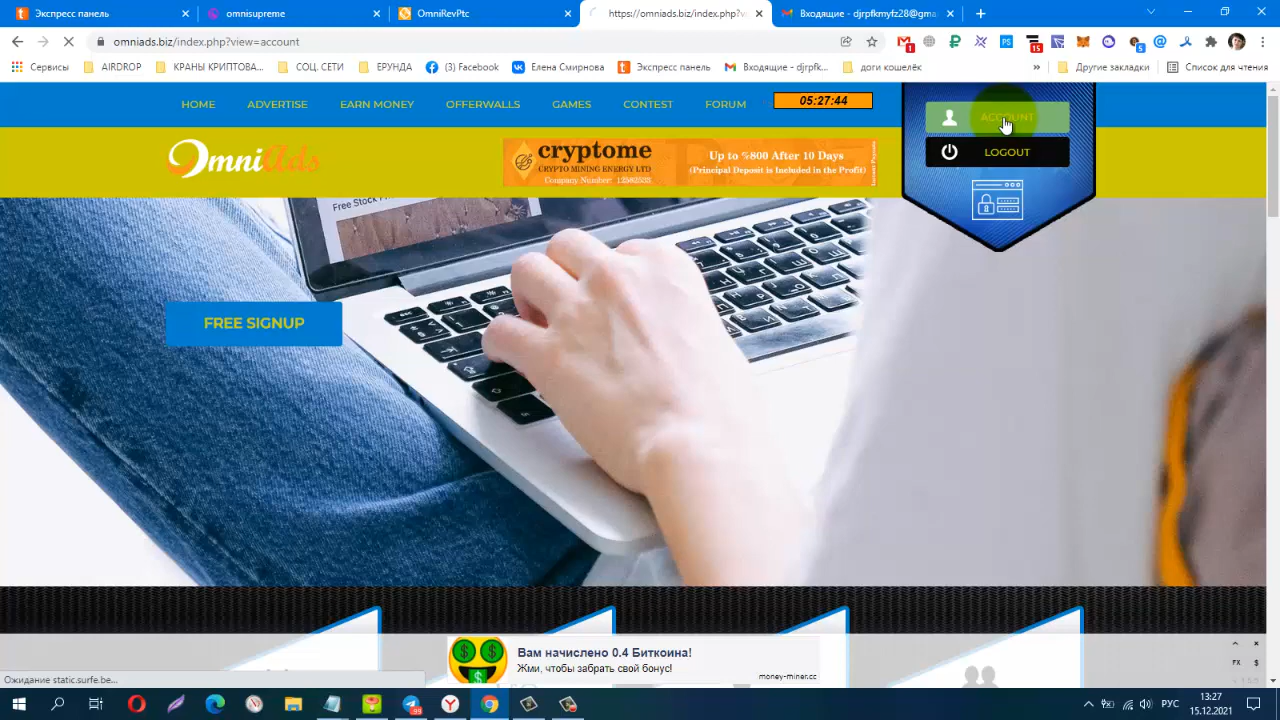 Экспресс панель
omnisupreme
OmniRevPtc
https://omniads.biz/index.php?v
Входящие - djrpfkmyfz28@gma
omniads.biz/index.php?view=account
Сервисы
AIRDROP
КРАНЫ КРИПТОВА...
СОЦ. СЕТИ
ЕРУНДА
(3) Facebook
Елена Смирнова
Экспресс панель
Входящие - djrpfk...
доги кошелёк
»
Другие закладки
Список для чтения
HOME
ADVERTISE
EARN MONEY
OFFERWALLS
GAMES
CONTEST
FORUM
05:27:44
ACCOUNT
LOGOUT
OmniAds
cryptome
CRYPTO MINING ENERGY LTD
Up to %800 After 10 Days
(Principal Deposit is Included in the Profit)
Free Stock
FREE SIGNUP
Вам начислено 0.4 Биткоина!
Жми, чтобы забрать свой бонус!
money-miner.cc
Ожидание static.surfe.be...
РУС
13:27
15.12.2021